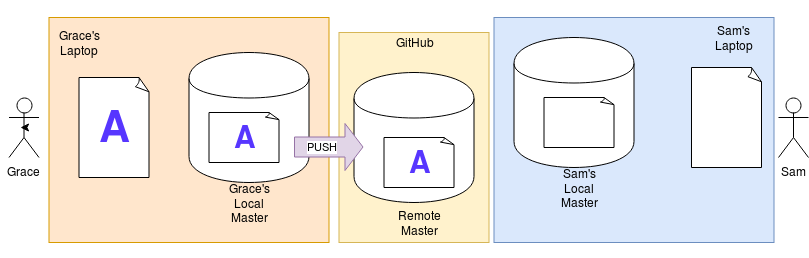 Grace's
Laptop
A
A
Grace's
Local
Master
Grace
PUSH
GitHub
A
Remote
Master
Sam's
Local
Master
Sam's
Laptop
Sam